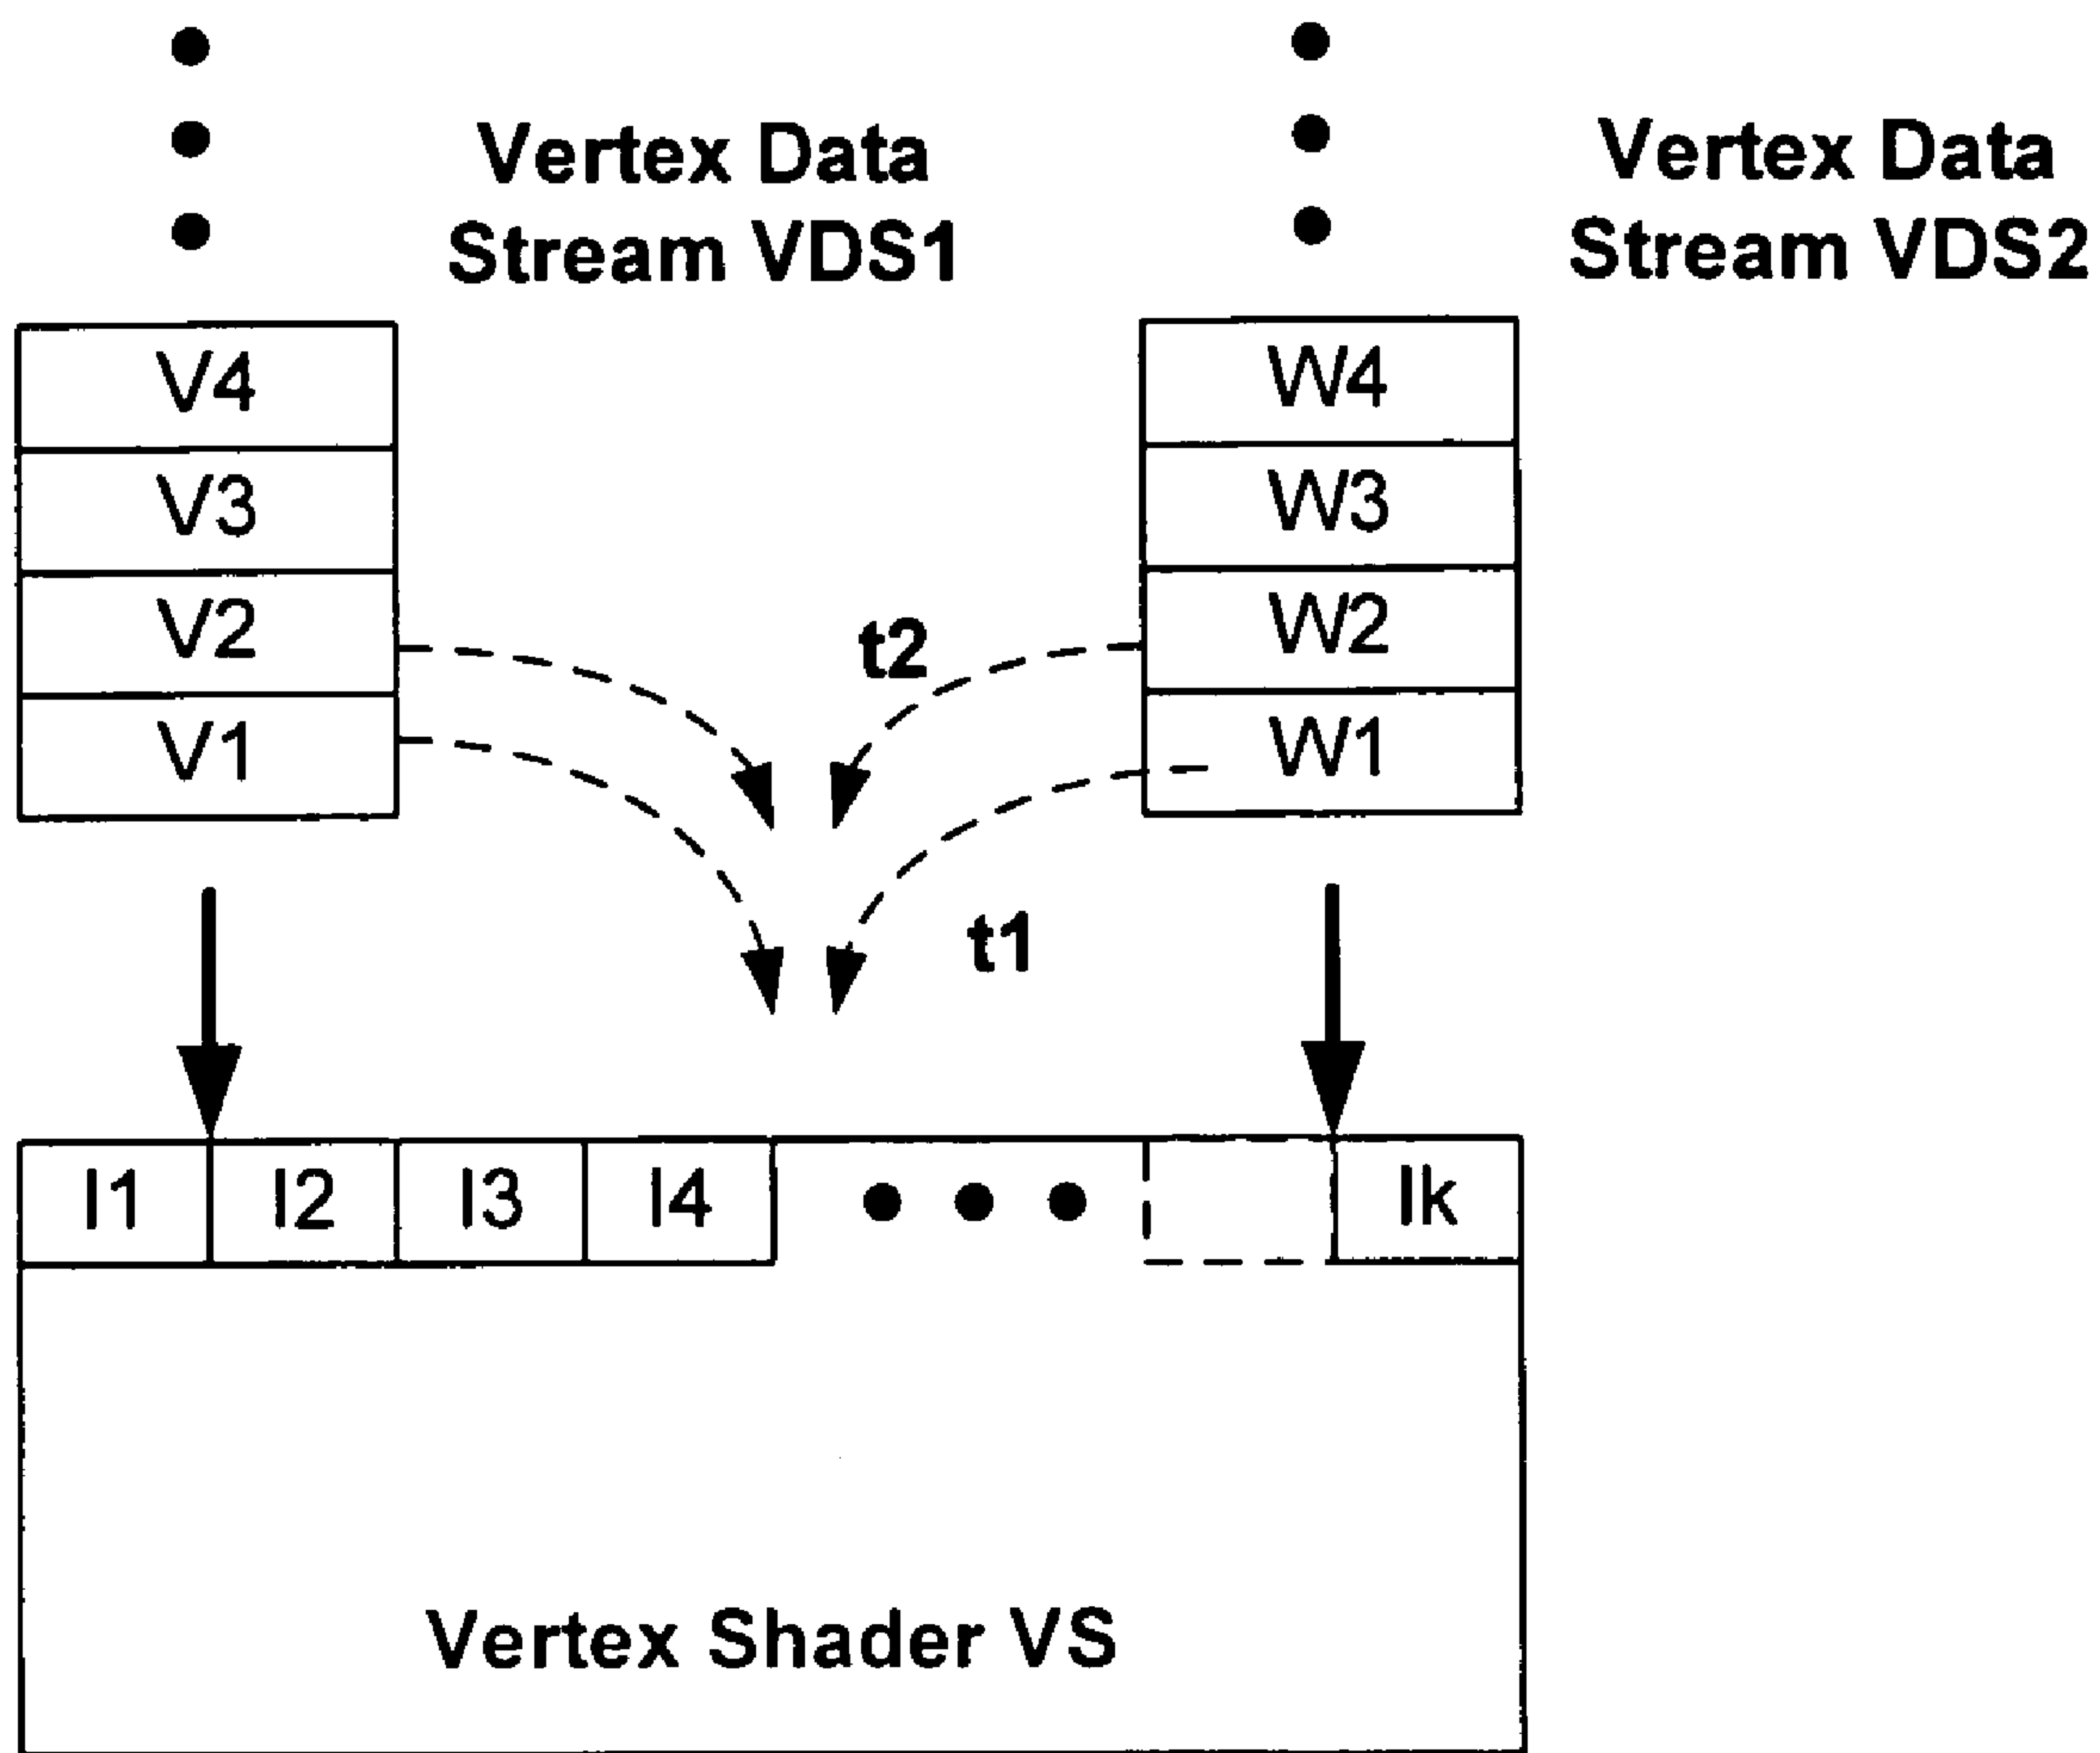 Vertex Data
Stream VDS1
Vertex Data
Stream VDS2
V4
V3
V2
V1
W4
W3
W2
W1
t2
t1
I1
I2
I3
I4
Ik
Vertex Shader VS